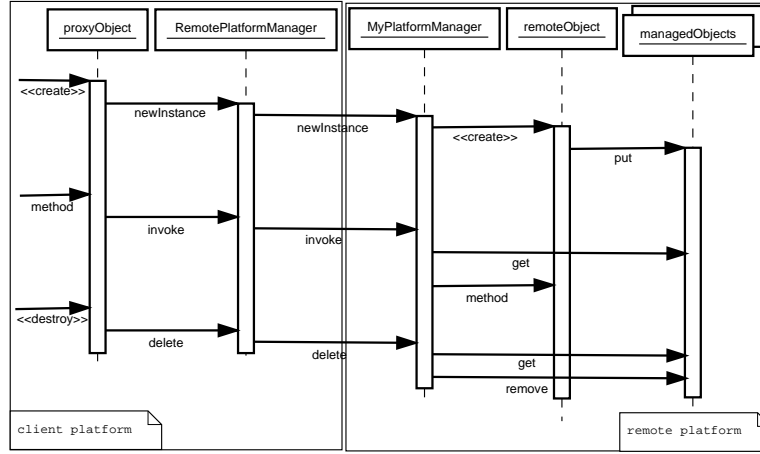 proxyObject
RemotePlatformManager
MyPlatformManager
remoteObject
managedObjects
<<create>>
newInstance
newInstance
<<create>>
put
method
invoke
invoke
get
method
<<destroy>>
delete
delete
get
remove
client platform
remote platform